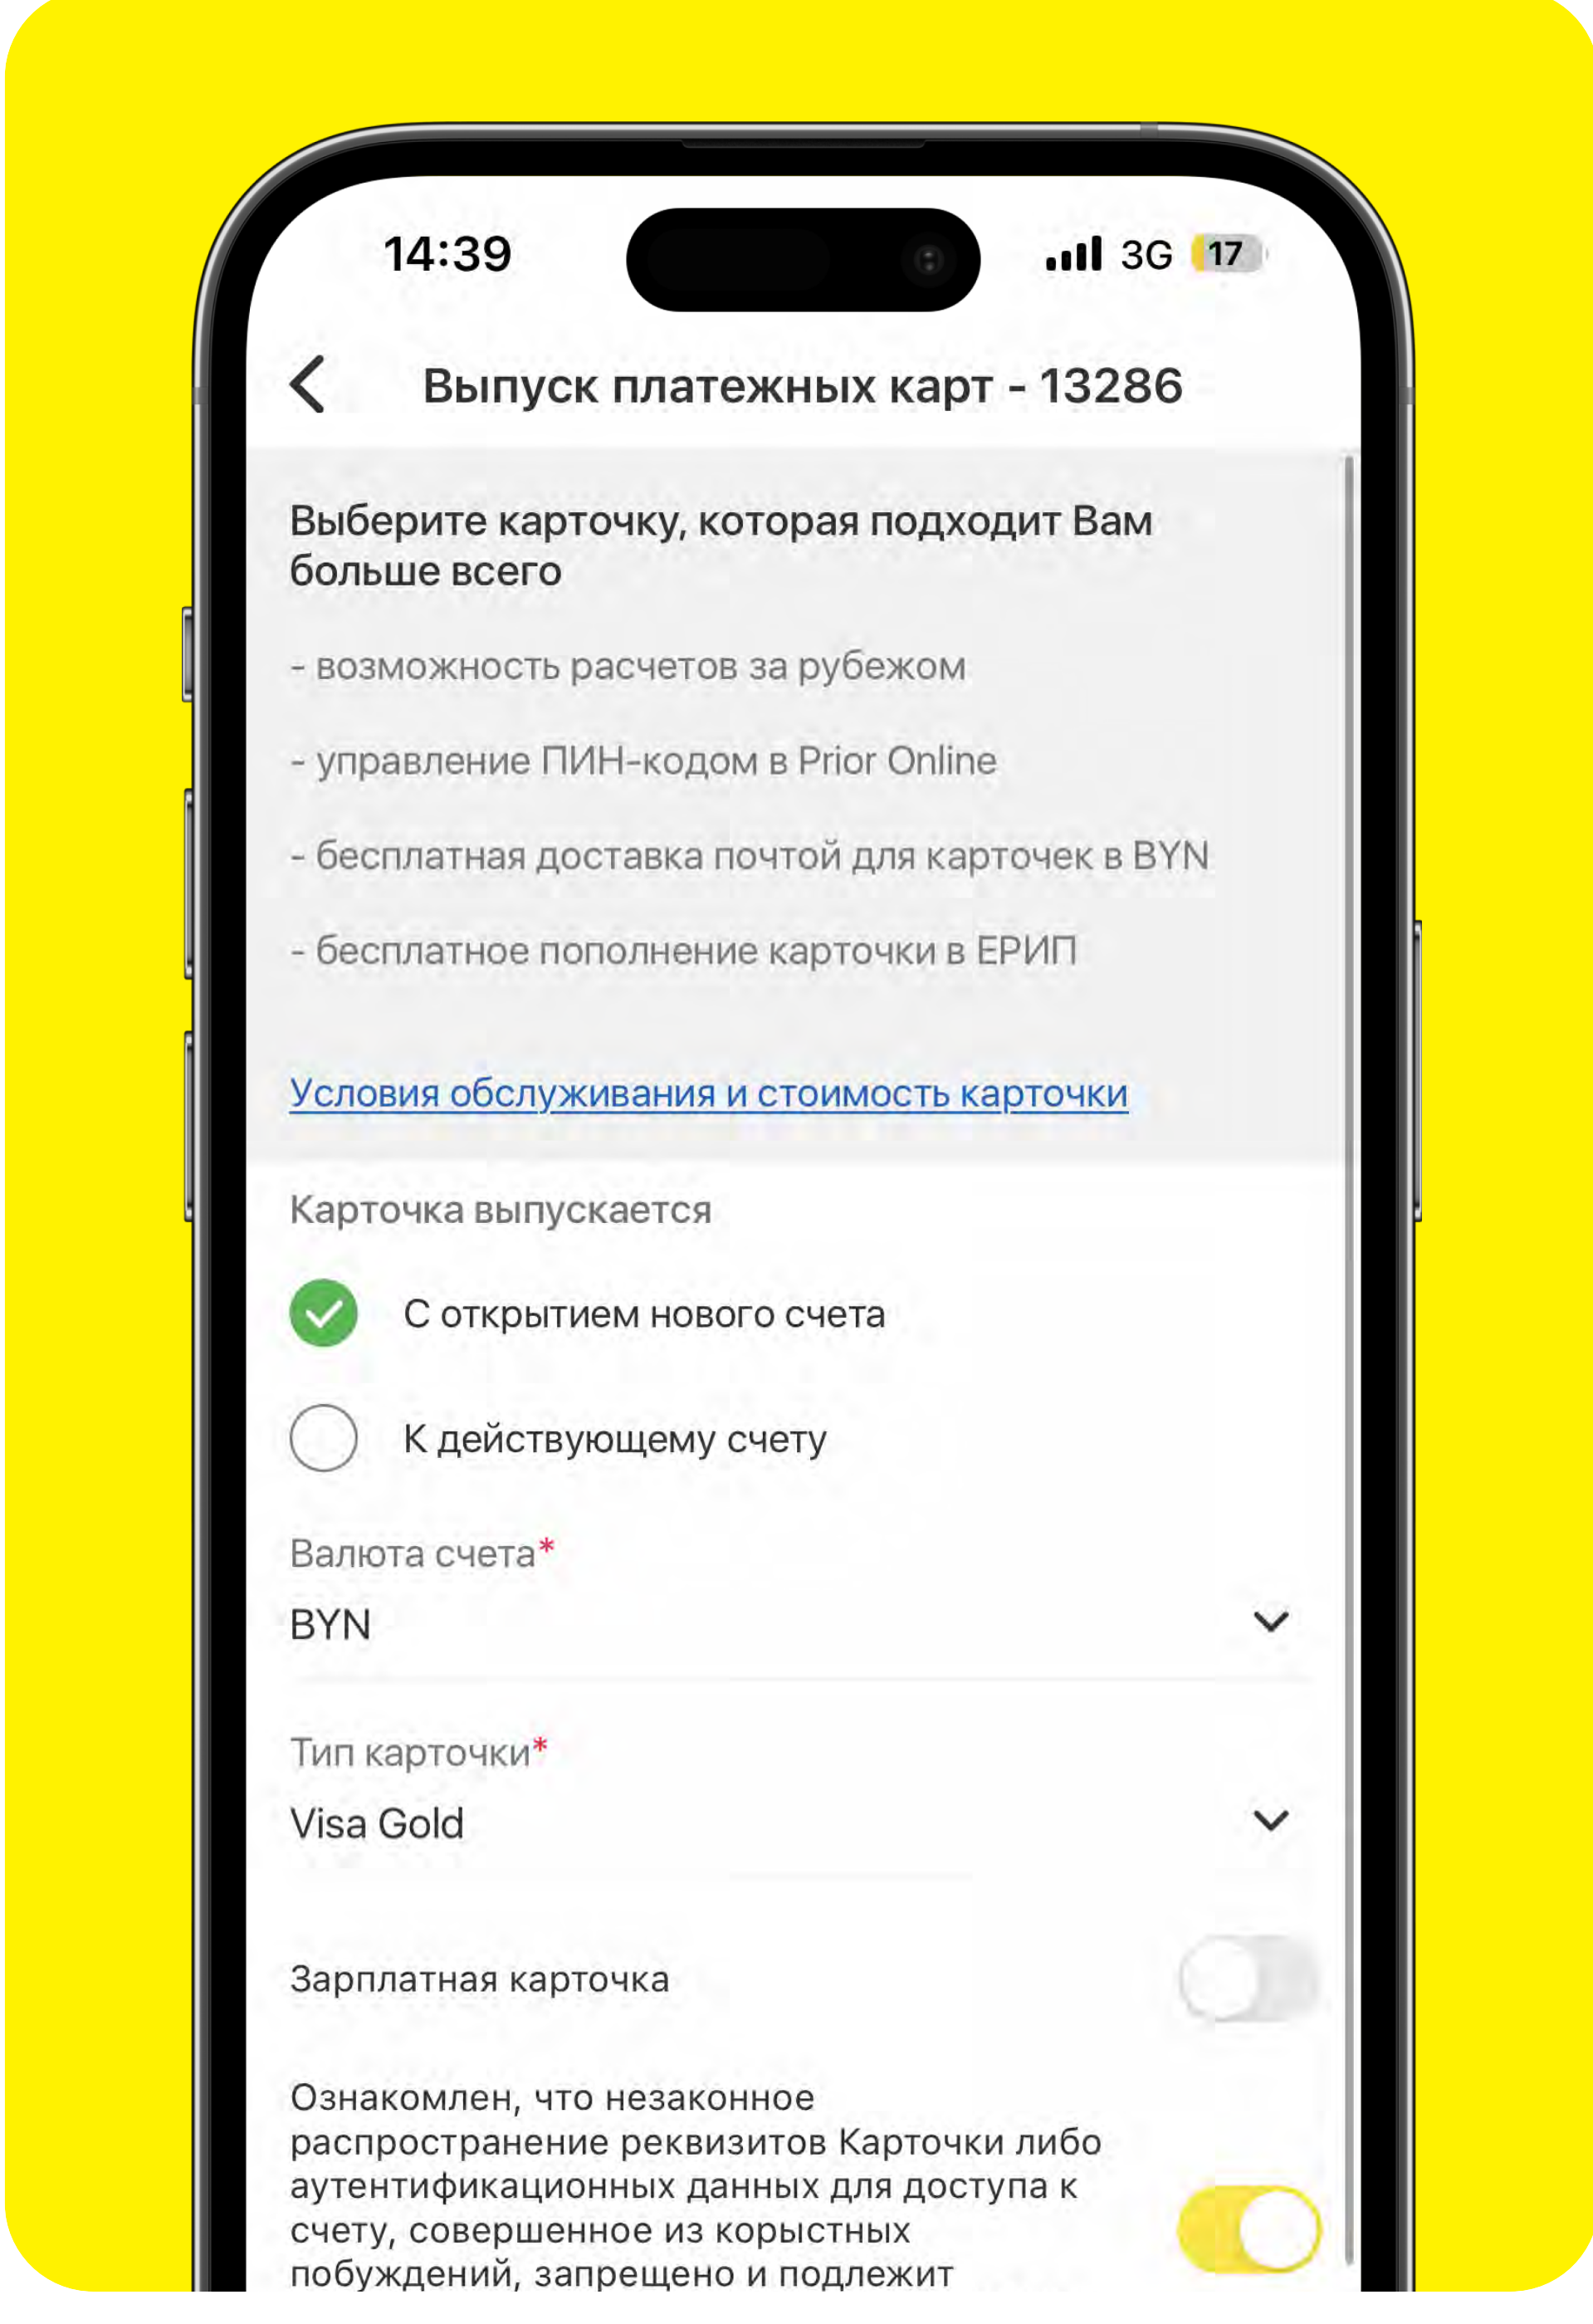 14:39
3G
17
Выпуск платежных карт - 13286
Выберите карточку, которая подходит Вам
больше всего
- возможность расчетов за рубежом
- управление ПИН-кодом в Prior Online
- бесплатная доставка почтой для карточек в BYN
- бесплатное пополнение карточки в ЕРИП
Условия обслуживания и стоимость карточки
Карточка выпускается
С открытием нового счета
К действующему счету
Валюта счета*
BYN
Тип карточки*
Visa Gold
Зарплатная карточка
Ознакомлен, что незаконное
распространение реквизитов Карточки либо
аутентификационных данных для доступа к
счету, совершенное из корыстных
побуждений, запрещено и подлежит